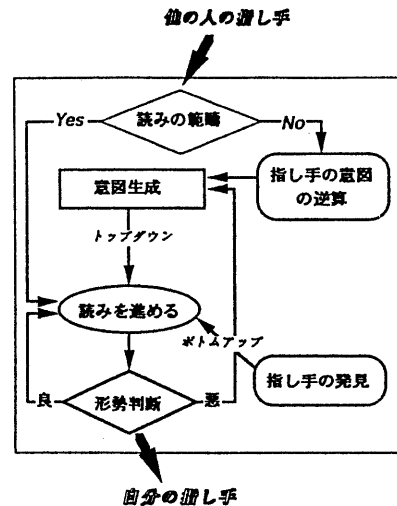 他の人の指し手
読みの範疇
Yes
No
意図生成
指し手の意図
の逆算
トップダウン
読みを進める
ボトムアップ
指し手の発見
良
形勢判断
悪
自分の指し手